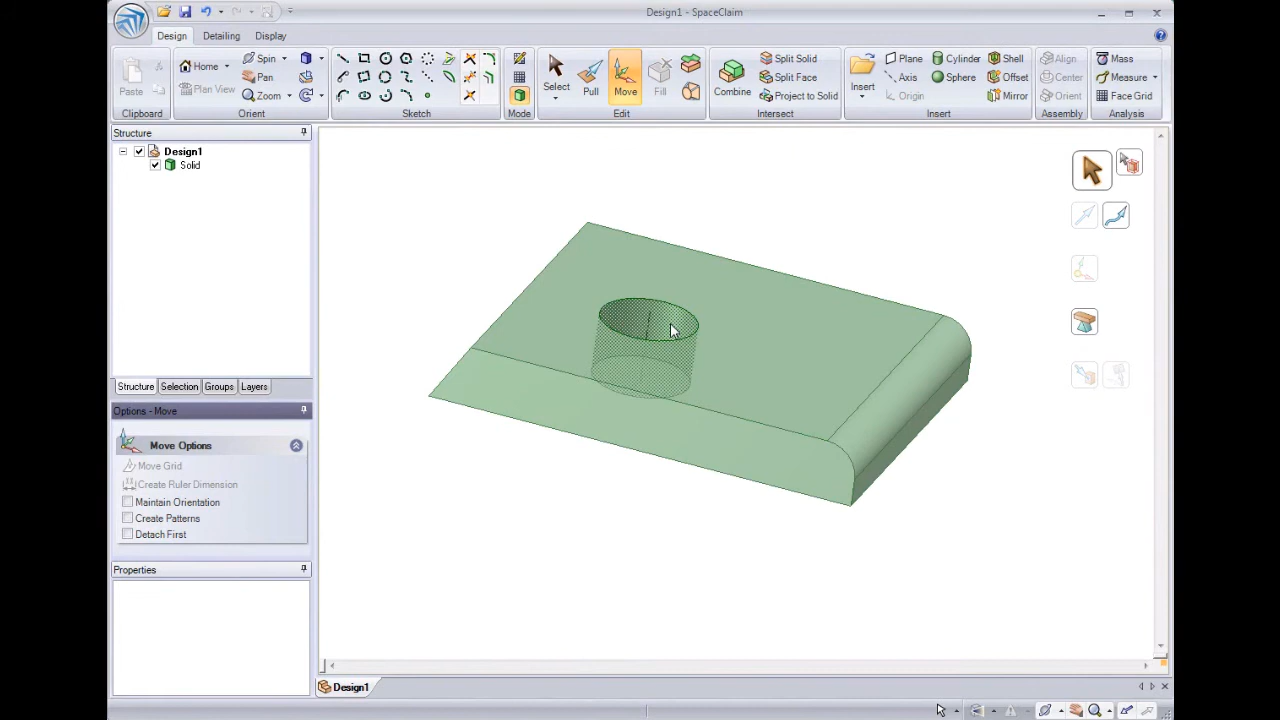 Design1 - SpaceClaim
Design Detailing Display
Home Spin Plane Cylinder Shell Align Mass
Paste Plan View Pan Select Pull Move Fill Combine Split Solid Insert Axis Sphere Offset Center Measure
Zoom Split Face Origin Mirror Orient Face Grid
Project to Solid
Clipboard Orient Sketch Mode Edit Intersect Insert Assembly Analysis
Structure
Design1
Solid
Structure Selection Groups Layers
Options - Move
Move Options
Move Grid
Create Ruler Dimension
Maintain Orientation
Create Patterns
Detach First
Properties
Design1